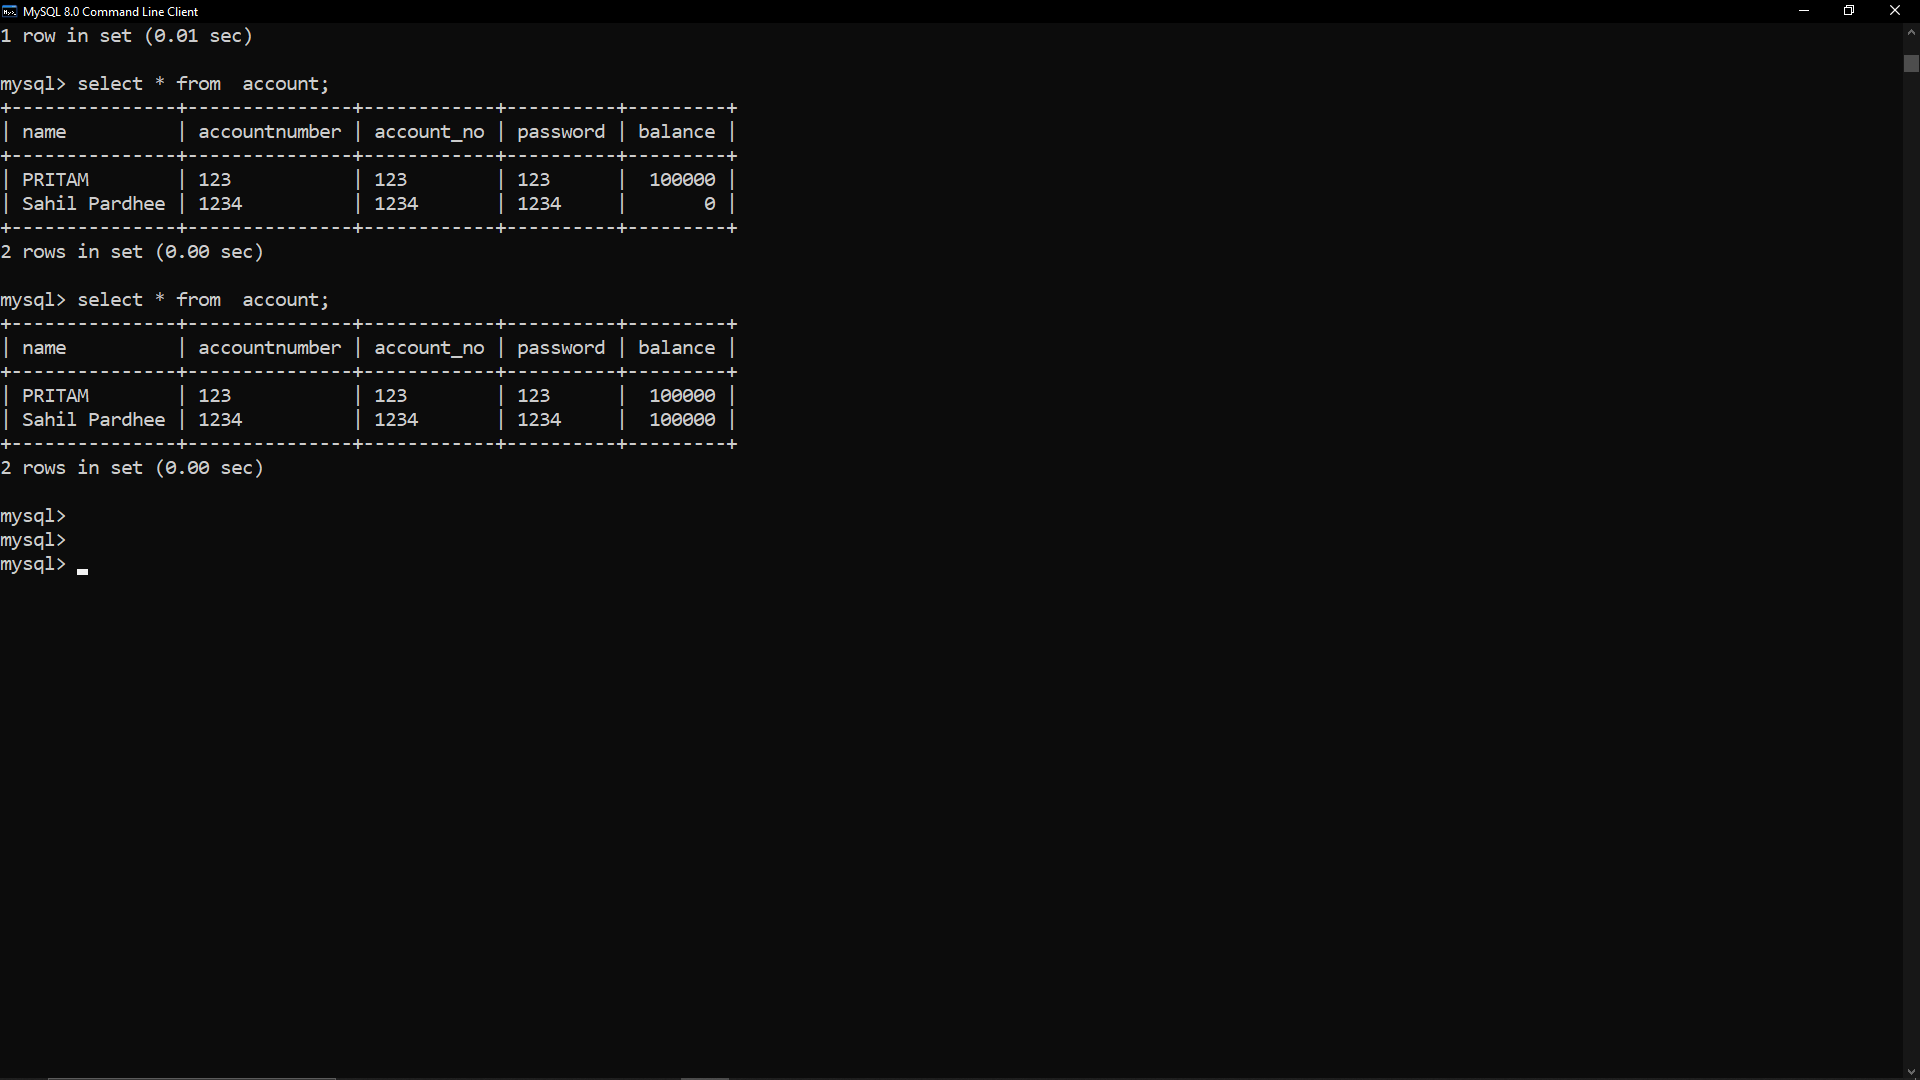 MySQL 8.0 Command Line Client
1 row in set (0.01 sec)
mysql> select * from  account;
+---------------+---------------+------------+----------+---------+
| name          | accountnumber | account_no | password | balance |
+---------------+---------------+------------+----------+---------+
| PRITAM        | 123           | 123        | 123      |  100000 |
| Sahil Pardhee | 1234          | 1234       | 1234     |       0 |
+---------------+---------------+------------+----------+---------+
2 rows in set (0.00 sec)
mysql> select * from  account;
+---------------+---------------+------------+----------+---------+
| name          | accountnumber | account_no | password | balance |
+---------------+---------------+------------+----------+---------+
| PRITAM        | 123           | 123        | 123      |  100000 |
| Sahil Pardhee | 1234          | 1234       | 1234     |  100000 |
+---------------+---------------+------------+----------+---------+
2 rows in set (0.00 sec)
mysql>
mysql>
mysql> _